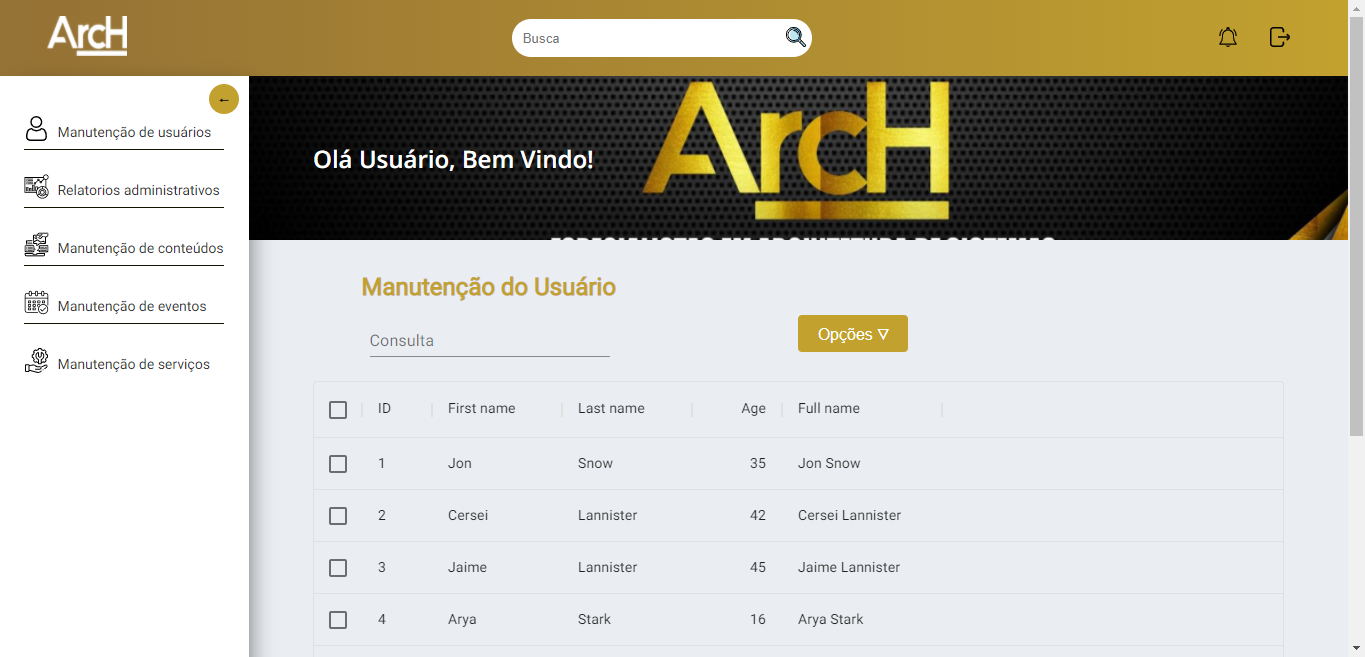 ArcH
Busca
←
Manutenção de usuários
Relatorios administrativos
Manutenção de conteúdos
Manutenção de eventos
Manutenção de serviços
Olá Usuário, Bem Vindo!
ArcH
Manutenção do Usuário
Consulta
Opções ∇
ID First name Last name Age Full name
1 Jon Snow 35 Jon Snow
2 Cersei Lannister 42 Cersei Lannister
3 Jaime Lannister 45 Jaime Lannister
4 Arya Stark 16 Arya Stark